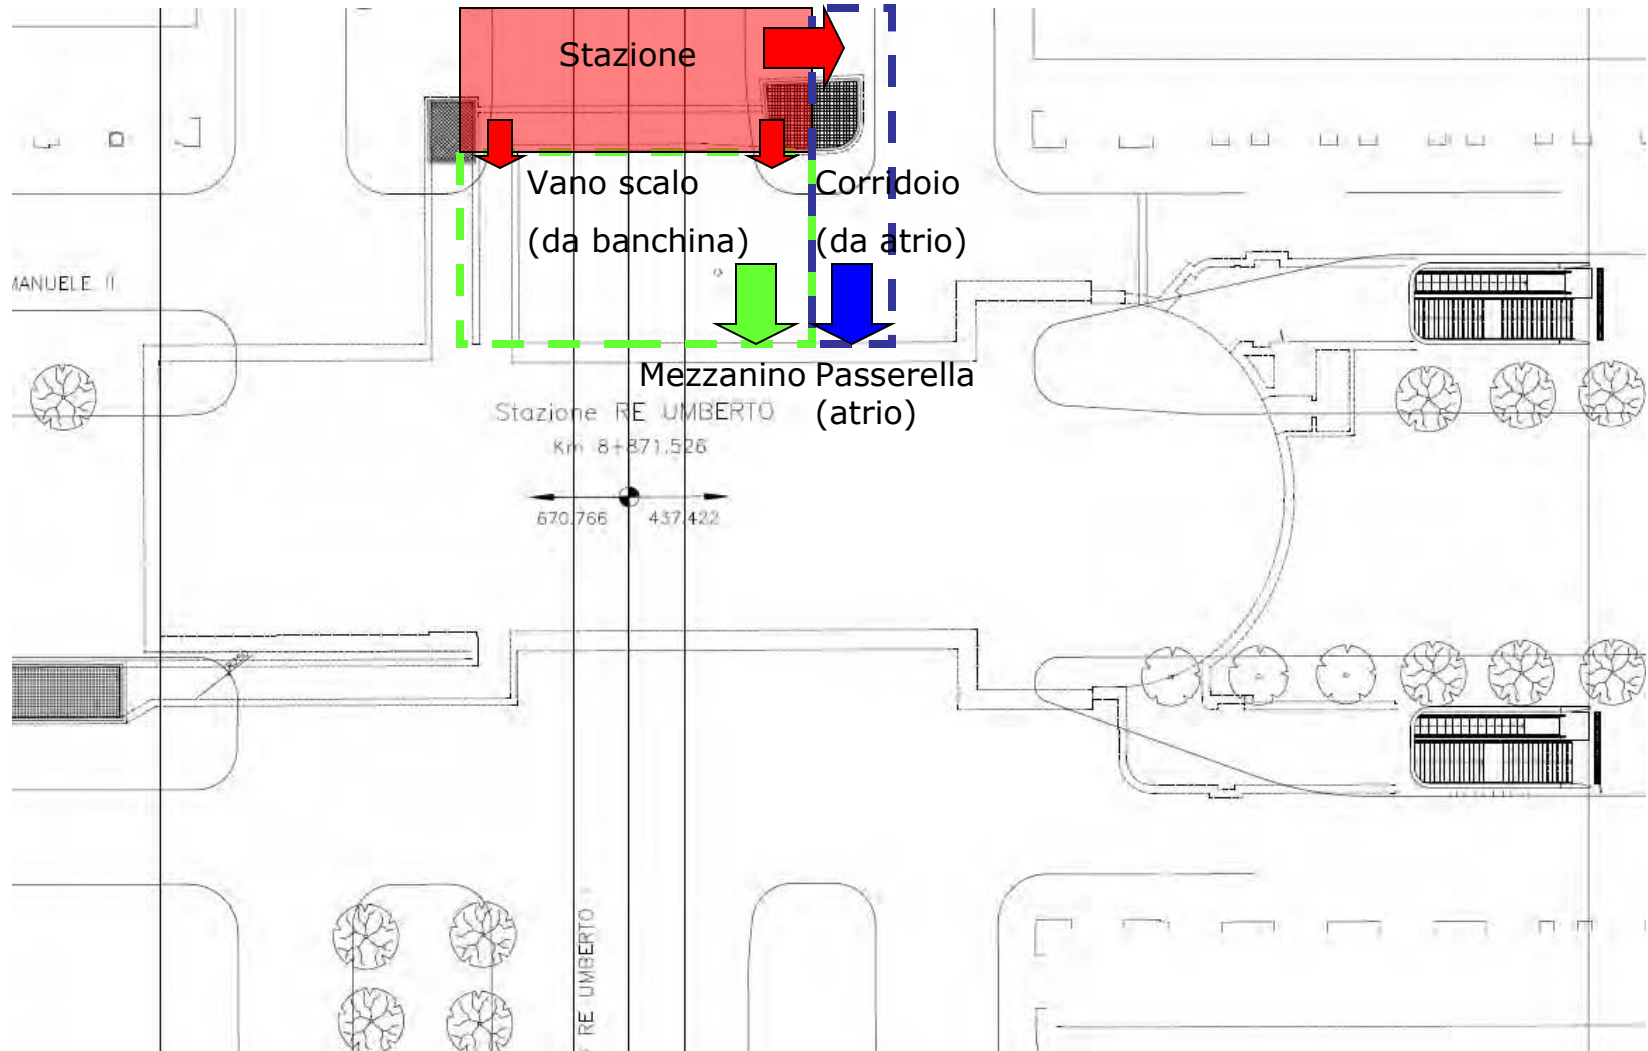 Stazione
Vano scalo
(da banchina)
Corridoio
(da atrio)
MANUELE II
Mezzanino
Passerella
(atrio)
Stazione RE UMBERTO
Km 8+871.526
670.766
437.422
RE UMBERTO